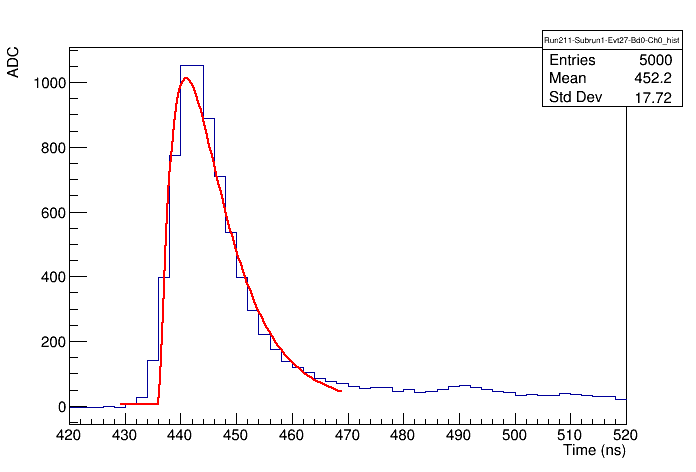 Run211-Subrun1-Evt27-Bd0-Ch0_hist
Entries 5000
Mean 452.2
Std Dev 17.72
ADC
1000
800
600
400
200
0
420 430 440 450 460 470 480 490 500 510 520
Time (ns)